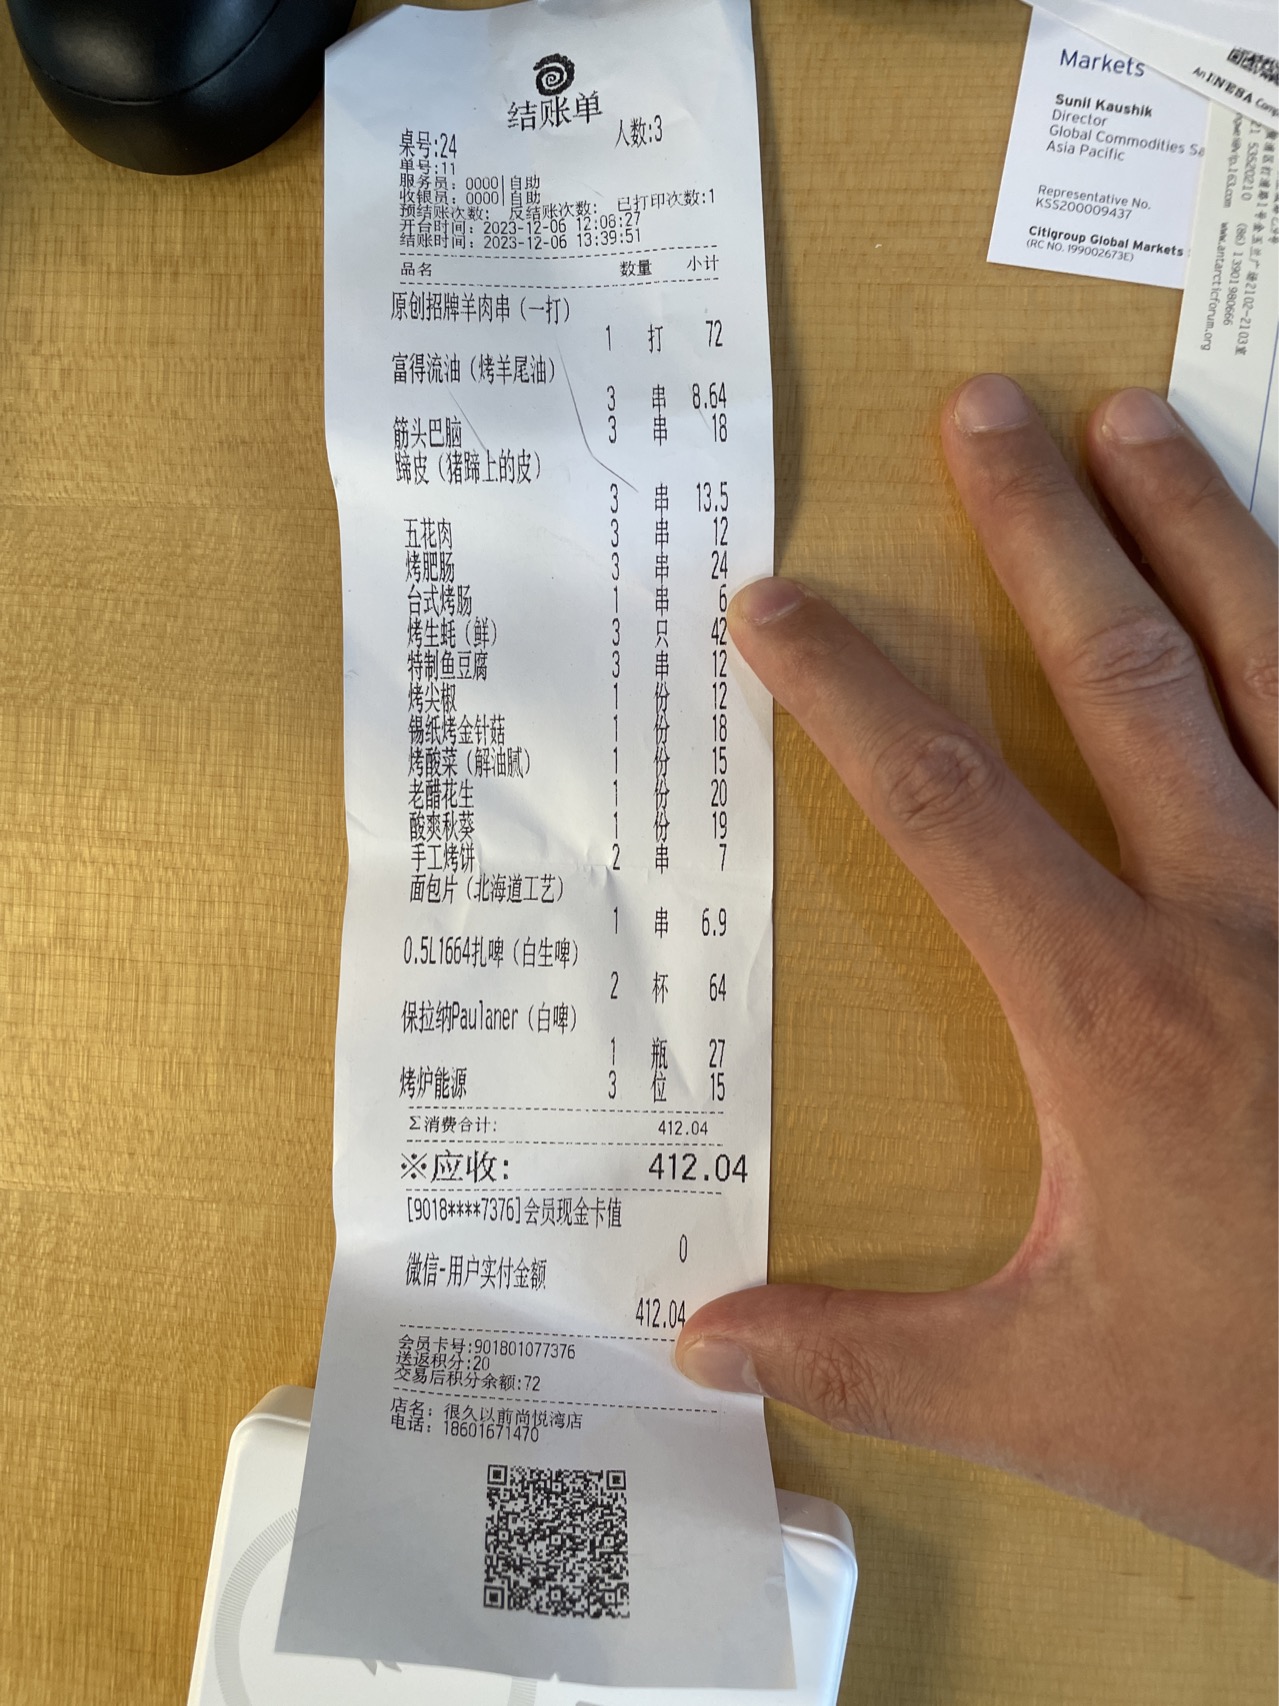 结账单
桌号:24 人数:3
单号:11
服务员: 0000|自助
收银员: 0000|自助
预结账次数: 反结账次数: 已打印次数:1
开台时间: 2023-12-06 12:08:27
结账时间: 2023-12-06 13:39:51
品名 数量 小计
原创招牌羊肉串(一打)
1 打 72
富得流油(烤羊尾油)
3 串 8.64
筋头巴脑 3 串 18
蹄皮(猪蹄上的皮)
3 串 13.5
五花肉 3 串 12
烤肥肠 3 串 24
台式烤肠 1 串 6
烤生蚝(鲜) 3 只 42
特制鱼豆腐 3 串 12
烤尖椒 1 份 12
锡纸烤金针菇 1 份 18
烤酸菜(解油腻) 1 份 15
老醋花生 1 份 20
酸爽秋葵 1 份 19
手工烤饼 2 串 7
面包片(北海道工艺)
1 串 6.9
0.5L1664扎啤(白生啤)
2 杯 64
保拉纳Paulaner(白啤)
1 瓶 27
烤炉能源 3 位 15
Σ消费合计: 412.04
※应收: 412.04
[9018****7376]会员现金卡值
0
微信-用户实付金额
412.04
会员卡号:901801077376
送返积分:20
交易后积分余额:72
店名: 很久以前尚悦湾店
电话: 18601671470
Markets
Sunil Kaushik
Director
Global Commodities Sa
Asia Pacific
Representative No.
KSS200009437
Citigroup Global Markets
(RC NO. 199002673E)
An INESA Comp
21 53520210 (86) 13901980666
www.antarcticforum.org